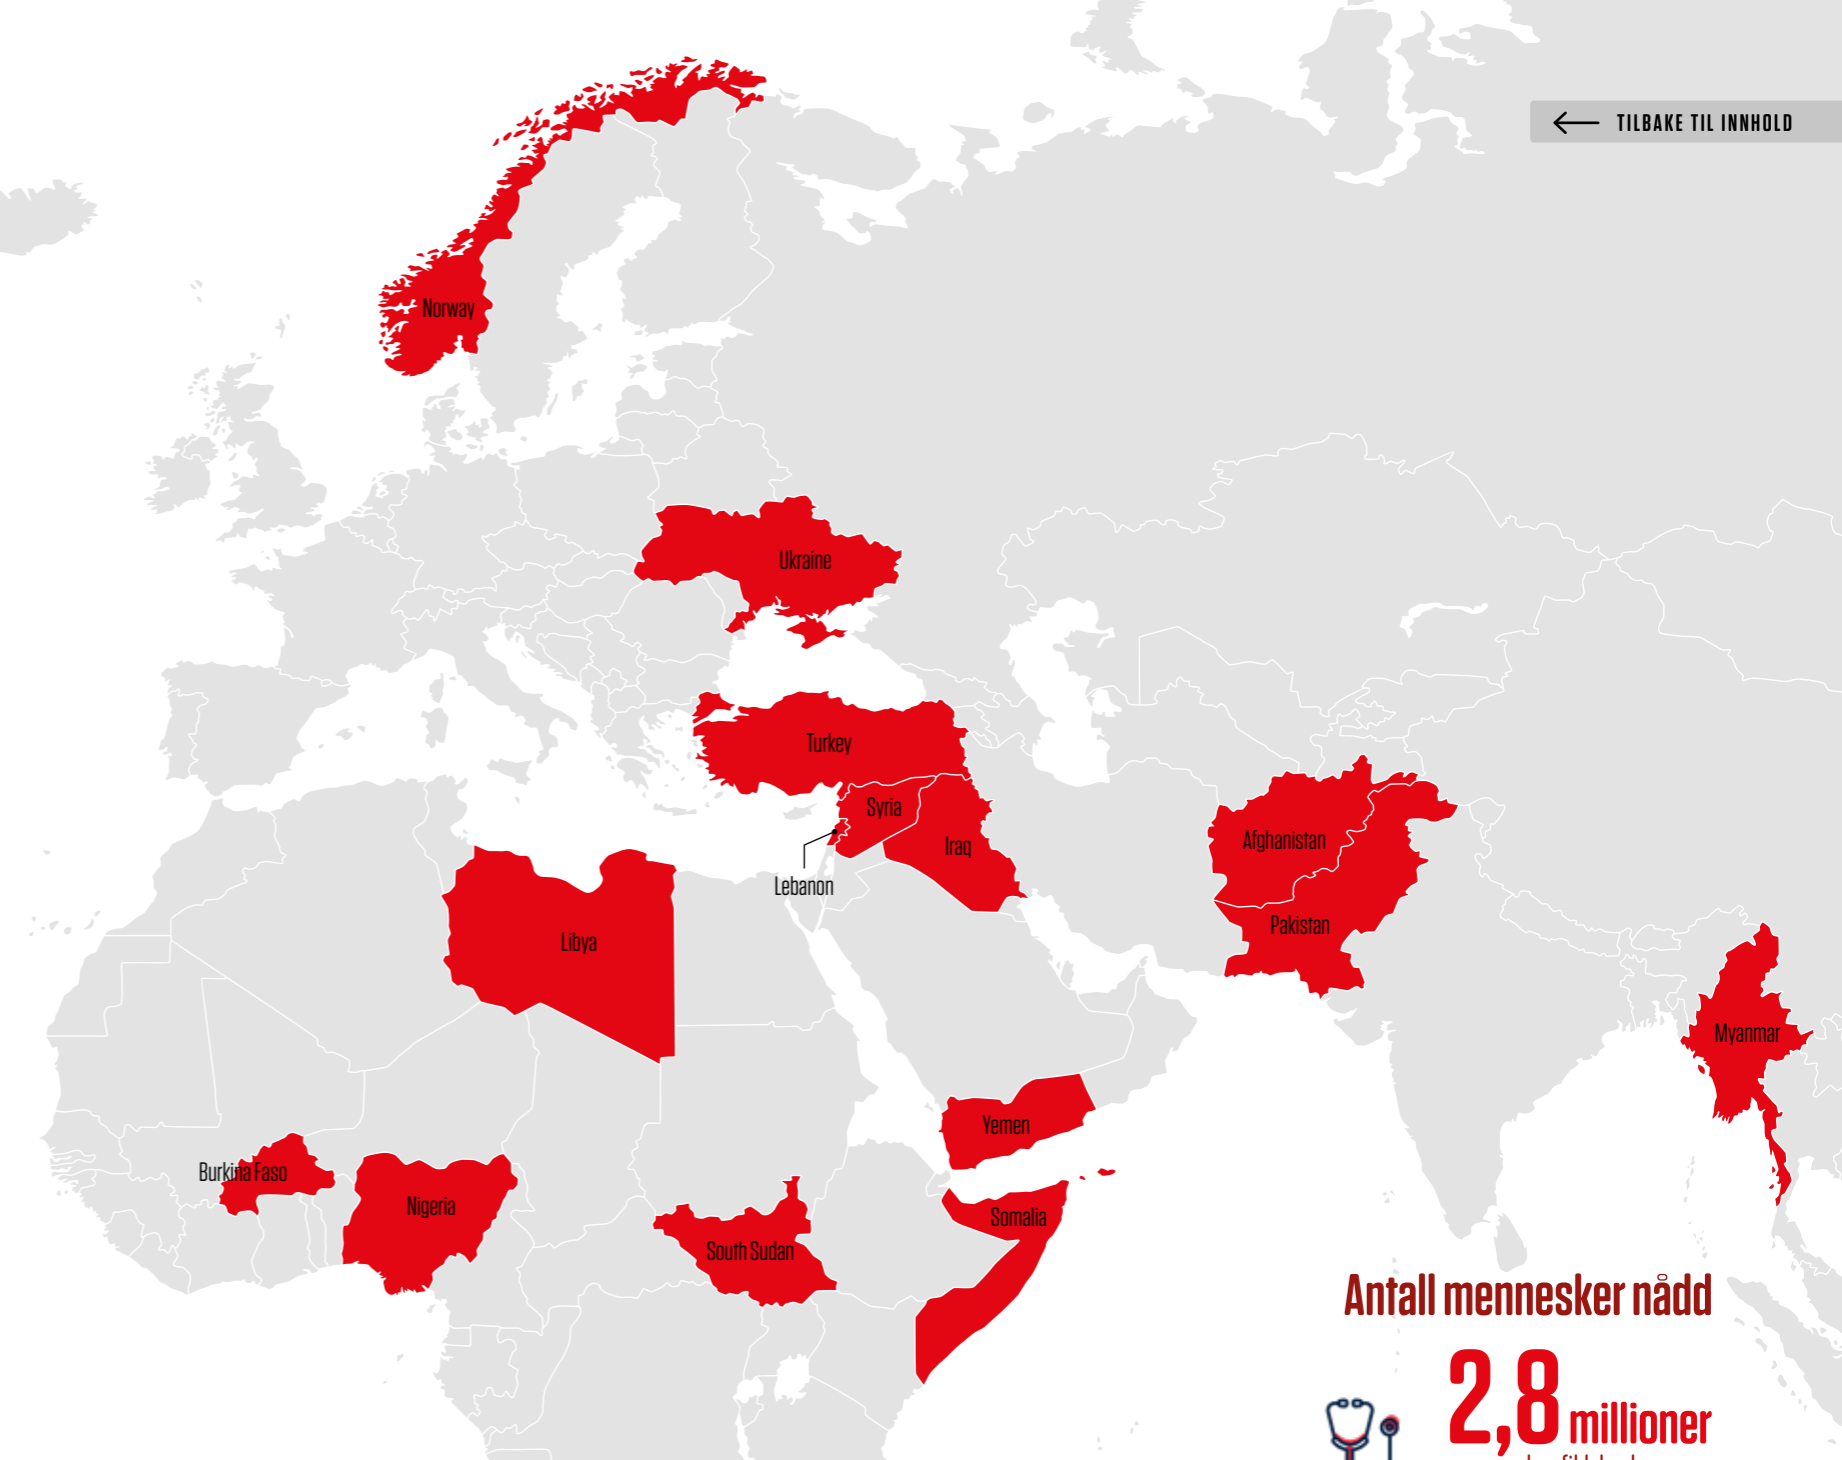 TILBAKE TIL INNHOLD
Norway
Ukraine
Turkey
Syria
Iraq
Lebanon
Afghanistan
Pakistan
Libya
Myanmar
Yemen
Burkina Faso
Nigeria
Somalia
South Sudan
Antall mennesker nådd
2,8 millioner